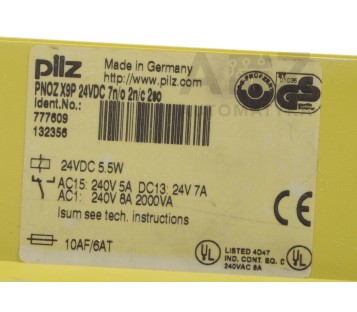 pilz
Made in Germany
http://www.pilz.com
PNOZ X9P 24VDC 7n/o 2n/c 2so
Ident.No.:
777609
132356
24VDC 5.5W
AC15: 240V 5A DC13: 24V 7A
AC1: 240V 8A 2000VA
Isum see tech. instructions
10AF/6AT
CE
UL
LISTED 4D47
IND. CONT. EQ.
240VAC 8A
UL